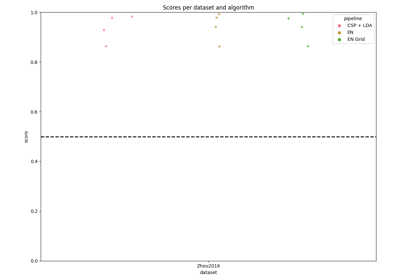 Scores per dataset and algorithm
1.0
0.8
0.6
0.4
0.2
0.0
score
pipeline
CSP + LDA
EN
EN Grid
Zhou2016
dataset